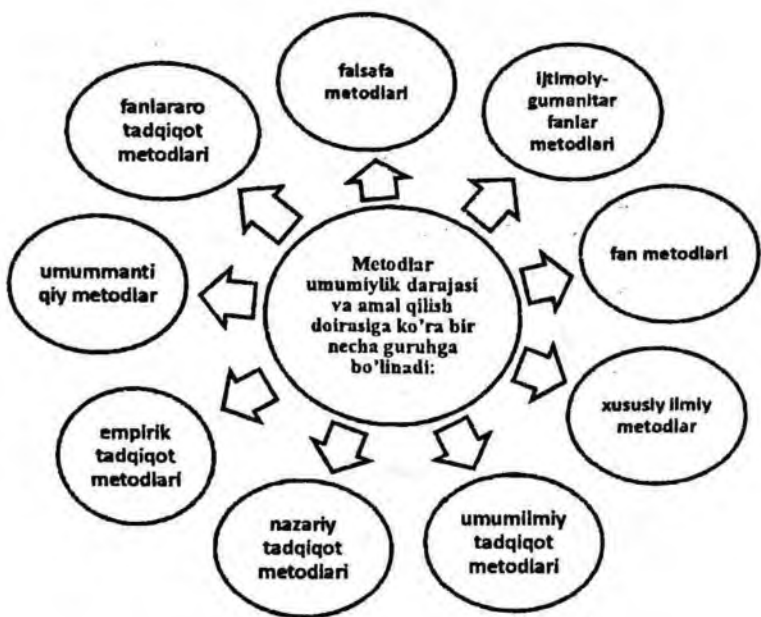 falsafa
metodlari
ijtimoiy-
gumanitar
fanlar
metodlari
fan metodlari
xususiy ilmiy
metodlar
umumilmiy
tadqiqot
metodlari
nazariy
tadqiqot
metodlari
empirik
tadqiqot
metodlari
umummanti
qiy metodlar
fanlararo
tadqiqot
metodlari
Metodlar
umumiylik darajasi
va amal qilish
doirasiga ko'ra bir
necha guruhga
bo'linadi: